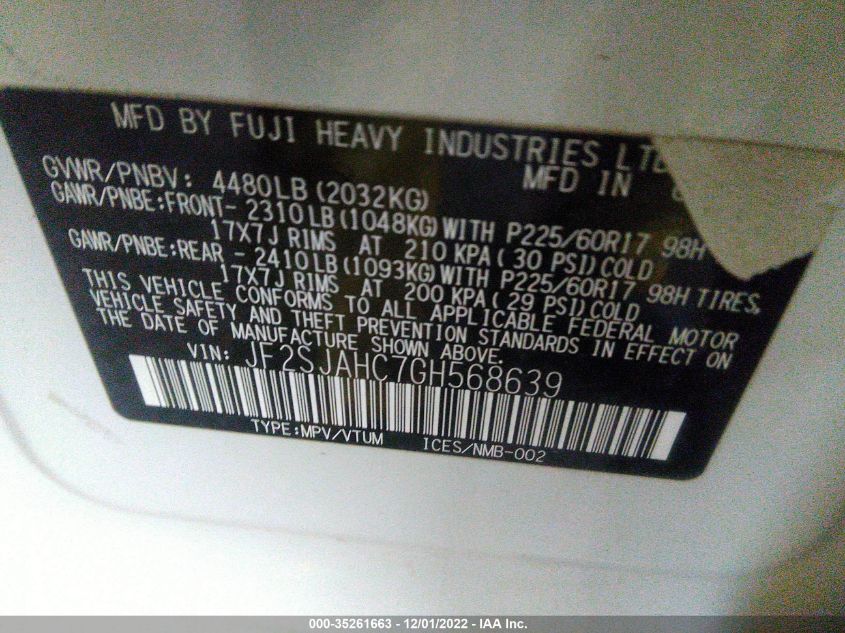 MFD BY FUJI HEAVY INDUSTRIES LTD
MFD IN
GVWR/PNBV: 4480LB (2032KG)
GAWR/PNBE:FRONT- 2310LB (1048KG) WITH P225/60R17 98H
17X7J RIMS AT 210 KPA ( 30 PSI) COLD
GAWR/PNBE:REAR - 2410LB (1093KG) WITH P225/60R17 98H TIRES,
17X7J RIMS AT 200 KPA ( 29 PSI) COLD
THIS VEHICLE CONFORMS TO ALL APPLICABLE FEDERAL MOTOR
VEHICLE SAFETY AND THEFT PREVENTION STANDARDS IN EFFECT ON
THE DATE OF MANUFACTURE SHOWN ABOVE.
VIN: JF2SJAHC7GH568639
TYPE:MPV/VTUM ICES/NMB-002
000-35261663 - 12/01/2022 - IAA Inc.